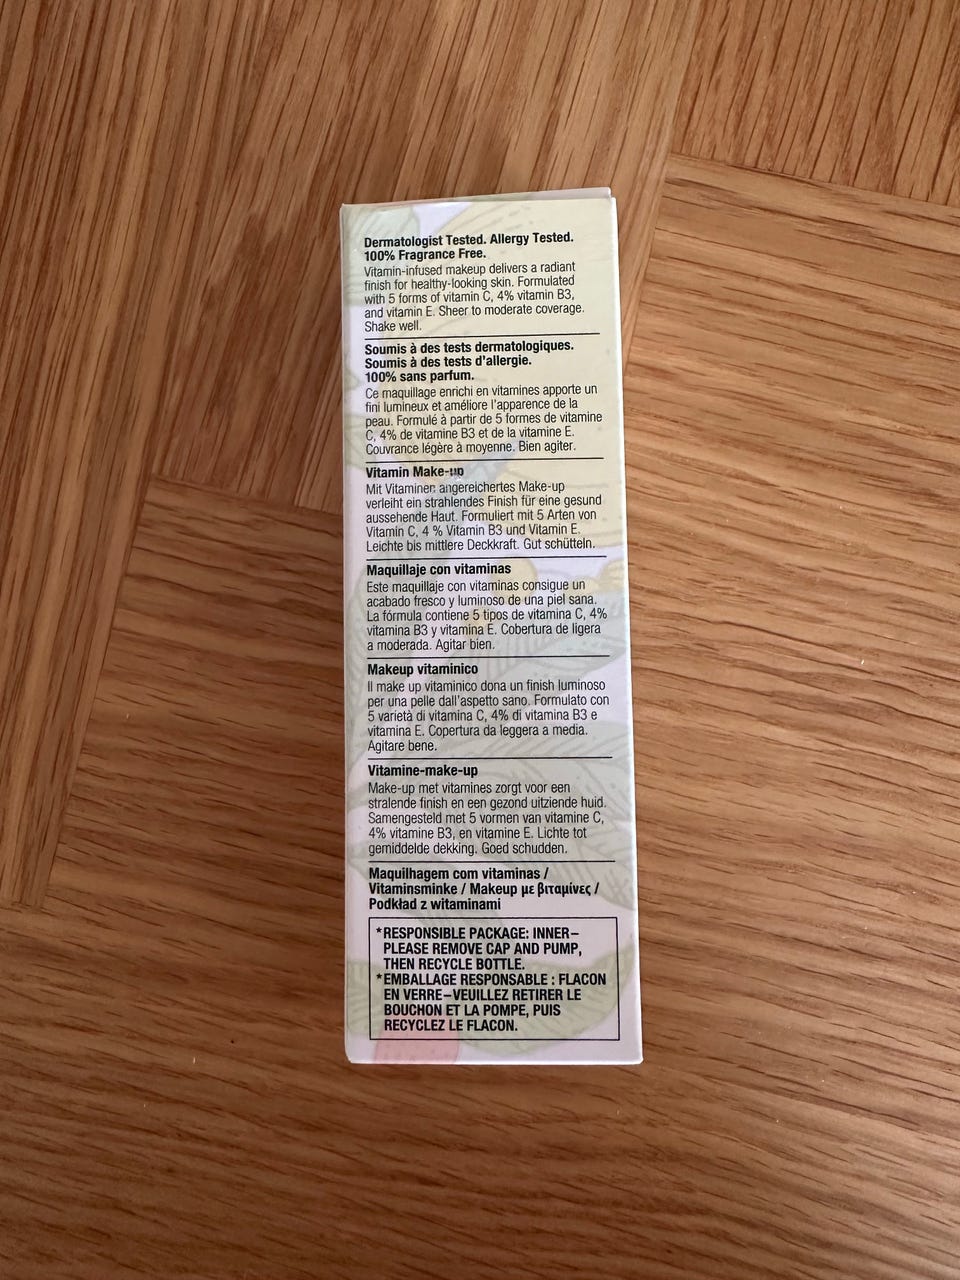 Dermatologist Tested. Allergy Tested.
100% Fragrance Free.
Vitamin-infused makeup delivers a radiant
finish for healthy-looking skin. Formulated
with 5 forms of vitamin C, 4% vitamin B3,
and vitamin E. Sheer to moderate coverage.
Shake well.
Soumis à des tests dermatologiques.
Soumis à des tests d'allergie.
100% sans parfum.
Ce maquillage enrichi en vitamines apporte un
fini lumineux et améliore l'apparence de la
peau. Formulé à partir de 5 formes de vitamine
C, 4% de vitamine B3 et de la vitamine E.
Couvrance légère à moyenne. Bien agiter.
Vitamin Make-up
Mit Vitaminen angereichertes Make-up
verleiht ein strahlendes Finish für eine gesund
aussehende Haut. Formuliert mit 5 Arten von
Vitamin C, 4 % Vitamin B3 und Vitamin E.
Leichte bis mittlere Deckkraft. Gut schütteln.
Maquillaje con vitaminas
Este maquillaje con vitaminas consigue un
acabado fresco y luminoso de una piel sana.
La fórmula contiene 5 tipos de vitamina C, 4%
vitamina B3 y vitamina E. Cobertura de ligera
a moderada. Agitar bien.
Makeup vitaminico
Il make up vitaminico dona un finish luminoso
per una pelle dall'aspetto sano. Formulato con
5 varietà di vitamina C, 4% di vitamina B3 e
vitamina E. Copertura da leggera a media.
Agitare bene.
Vitamine-make-up
Make-up met vitamines zorgt voor een
stralende finish en een gezond uitziende huid.
Samengesteld met 5 vormen van vitamine C,
4% vitamine B3, en vitamine E. Lichte tot
gemiddelde dekking. Goed schudden.
Maquilhagem com vitaminas /
Vitaminsminke / Makeup με βιταμίνες /
Podkład z witaminami
*RESPONSIBLE PACKAGE: INNER–
PLEASE REMOVE CAP AND PUMP,
THEN RECYCLE BOTTLE.
*EMBALLAGE RESPONSABLE : FLACON
EN VERRE–VEUILLEZ RETIRER LE
BOUCHON ET LA POMPE, PUIS
RECYCLEZ LE FLACON.